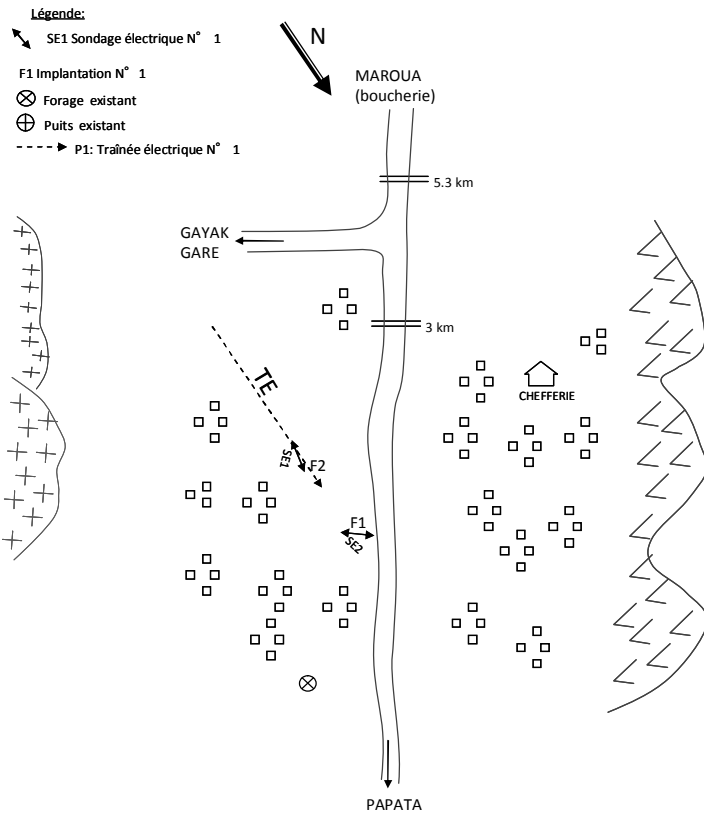 Légende:
SE1 Sondage électrique N° 1
F1 Implantation N° 1
Forage existant
Puits existant
P1: Traînée électrique N° 1
N
MAROUA
(boucherie)
5.3 km
GAYAK
GARE
3 km
TE
CHEFFERIE
SE1
F2
F1
SE2
PAPATA